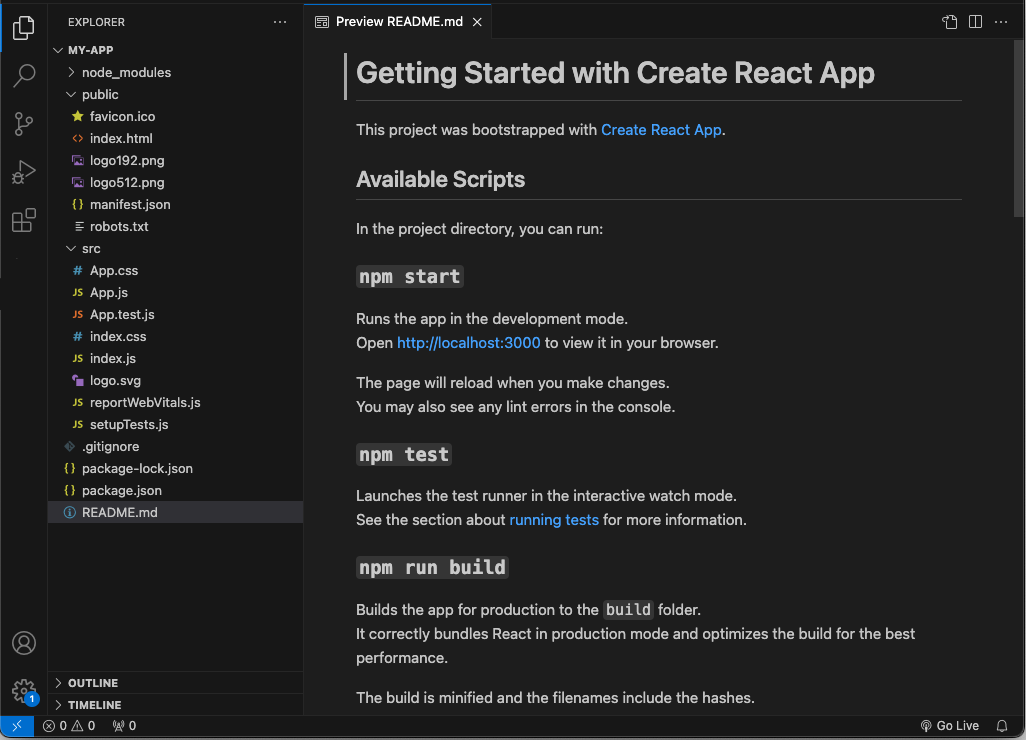 EXPLORER
MY-APP
node_modules
public
favicon.ico
index.html
logo192.png
logo512.png
{} manifest.json
robots.txt
src
# App.css
JS App.js
JS App.test.js
# index.css
JS index.js
logo.svg
JS reportWebVitals.js
JS setupTests.js
.gitignore
{} package-lock.json
{} package.json
README.md
OUTLINE
TIMELINE
Preview README.md
Getting Started with Create React App
This project was bootstrapped with Create React App.
Available Scripts
In the project directory, you can run:
npm start
Runs the app in the development mode.
Open http://localhost:3000 to view it in your browser.
The page will reload when you make changes.
You may also see any lint errors in the console.
npm test
Launches the test runner in the interactive watch mode.
See the section about running tests for more information.
npm run build
Builds the app for production to the build folder.
It correctly bundles React in production mode and optimizes the build for the best
performance.
The build is minified and the filenames include the hashes.
1
0 0 0
Go Live